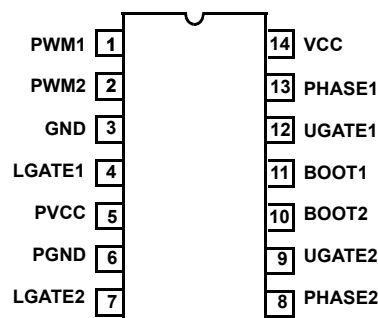 PWM1 1 14 VCC
PWM2 2 13 PHASE1
GND 3 12 UGATE1
LGATE1 4 11 BOOT1
PVCC 5 10 BOOT2
PGND 6 9 UGATE2
LGATE2 7 8 PHASE2